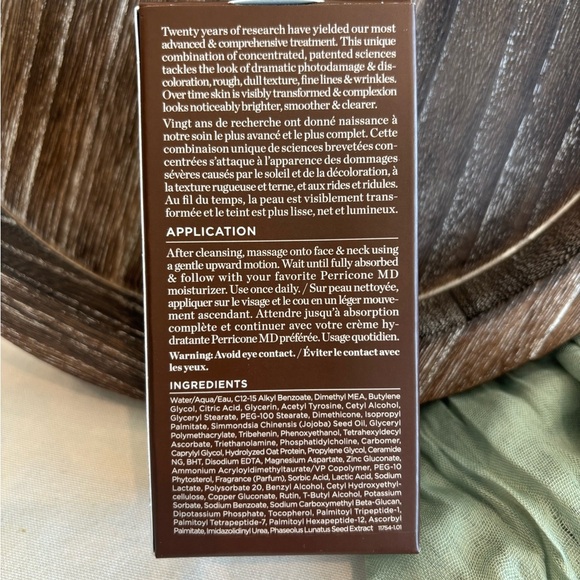 Twenty years of research have yielded our most
advanced & comprehensive treatment. This unique
combination of concentrated, patented sciences
tackles the look of dramatic photodamage & dis-
coloration, rough, dull texture, fine lines & wrinkles.
Over time skin is visibly transformed & complexion
looks noticeably brighter, smoother & clearer.
Vingt ans de recherche ont donné naissance à
notre soin le plus avancé et le plus complet. Cette
combinaison unique de sciences brevetées con-
centrées s'attaque à l'apparence des dommages
sévères causés par le soleil et de la décoloration, à
la texture rugueuse et terne, et aux rides et ridules.
Au fil du temps, la peau est visiblement trans-
formée et le teint est plus lisse, net et lumineux.
APPLICATION
After cleansing, massage onto face & neck using
a gentle upward motion. Wait until fully absorbed
& follow with your favorite Perricone MD
moisturizer. Use once daily. / Sur peau nettoyée,
appliquer sur le visage et le cou en un léger mouve-
ment ascendant. Attendre jusqu'à absorption
complète et continuer avec votre crème hy-
dratante Perricone MD préférée. Usage quotidien.
Warning: Avoid eye contact. / Éviter le contact avec
les yeux.
INGREDIENTS
Water/Aqua/Eau, C12-15 Alkyl Benzoate, Dimethyl MEA, Butylene
Glycol, Citric Acid, Glycerin, Acetyl Tyrosine, Cetyl Alcohol,
Glyceryl Stearate, PEG-100 Stearate, Dimethicone, Isopropyl
Palmitate, Simmondsia Chinensis (Jojoba) Seed Oil, Glyceryl
Polymethacrylate, Tribehenin, Phenoxyethanol, Tetrahexyldecyl
Ascorbate, Triethanolamine, Phosphatidylcholine, Carbomer,
Caprylyl Glycol, Hydrolyzed Oat Protein, Propylene Glycol, Ceramide
NG, BHT, Disodium EDTA, Magnesium Aspartate, Zinc Gluconate,
Ammonium Acryloyldimethyltaurate/VP Copolymer, PEG-10
Phytosterol, Fragrance (Parfum), Sorbic Acid, Lactic Acid, Sodium
Lactate, Polysorbate 20, Benzyl Alcohol, Cetyl Hydroxyethyl-
cellulose, Copper Gluconate, Rutin, T-Butyl Alcohol, Potassium
Sorbate, Sodium Benzoate, Sodium Carboxymethyl Beta-Glucan,
Dipotassium Phosphate, Tocopherol, Palmitoyl Tripeptide-1,
Palmitoyl Tetrapeptide-7, Palmitoyl Hexapeptide-12, Ascorbyl
Palmitate, Imidazolidinyl Urea, Phaseolus Lunatus Seed Extract 11754-1.01